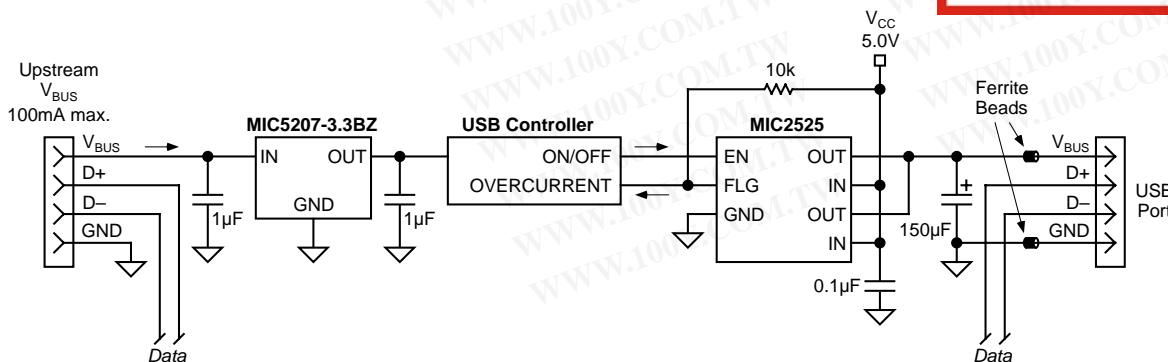 WWW.100Y.COM.TW
Upstream
VBUS
100mA max.
VCC
5.0V
10k
Ferrite
Beads
MIC5207-3.3BZ
USB Controller
MIC2525
VBUS
D+
D–
GND
IN
OUT
GND
1µF
1µF
ON/OFF
OVERCURRENT
EN
FLG
GND
OUT
IN
OUT
IN
150µF
+
0.1µF
VBUS
D+
D–
GND
USB
Port
Data
Data